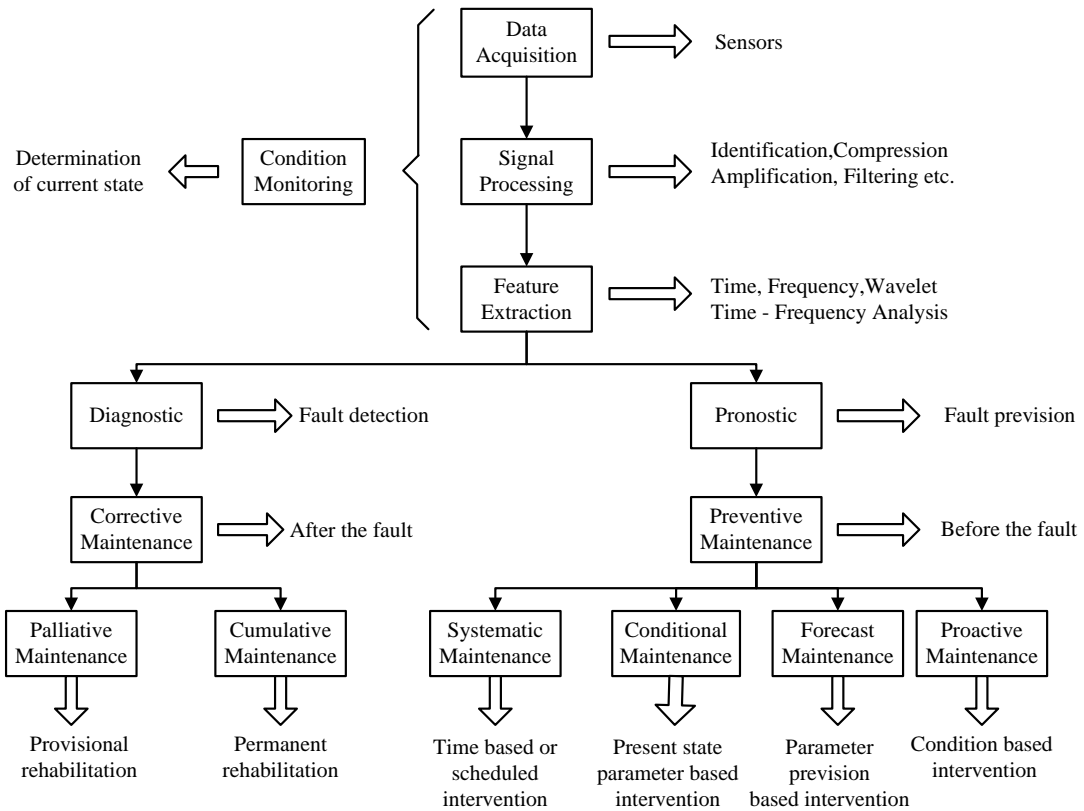 Data
Acquisition
Sensors
Determination
of current state
Condition
Monitoring
Signal
Processing
Identification,Compression
Amplification, Filtering etc.
Feature
Extraction
Time, Frequency,Wavelet
Time - Frequency Analysis
Diagnostic
Fault detection
Pronostic
Fault prevision
Corrective
Maintenance
After the fault
Preventive
Maintenance
Before the fault
Palliative
Maintenance
Cumulative
Maintenance
Systematic
Maintenance
Conditional
Maintenance
Forecast
Maintenance
Proactive
Maintenance
Provisional
rehabilitation
Permanent
rehabilitation
Time based or
scheduled
intervention
Present state
parameter based
intervention
Parameter
prevision
based intervention
Condition based
intervention